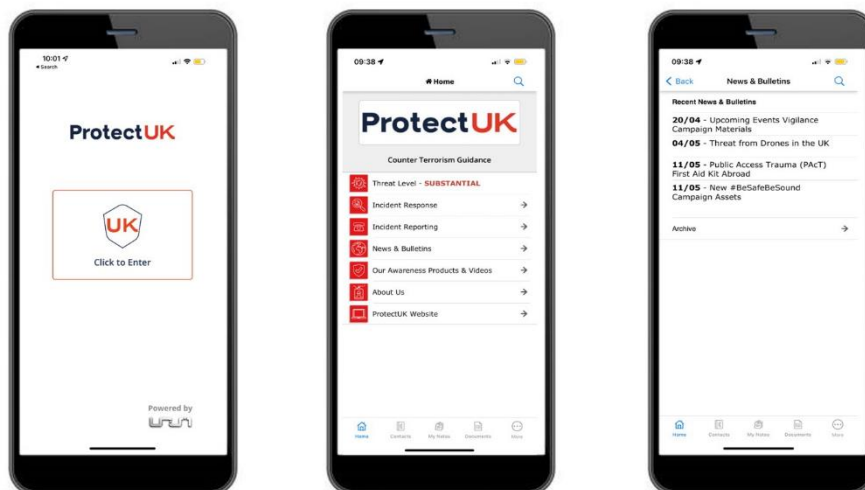 10:01
Search
ProtectUK
UK
Click to Enter
Powered by
09:38
Home
ProtectUK
Counter Terrorism Guidance
Threat Level - SUBSTANTIAL
Incident Response
Incident Reporting
News & Bulletins
Our Awareness Products & Videos
About Us
ProtectUK Website
Home
Contacts
My Notes
Documents
More
09:38
Back
News & Bulletins
Recent News & Bulletins
20/04 - Upcoming Events Vigilance
Campaign Materials
04/05 - Threat from Drones in the UK
11/05 - Public Access Trauma (PAcT)
First Aid Kit Abroad
11/05 - New #BeSafeBeSound
Campaign Assets
Archive
Home
Contacts
My Notes
Documents
More